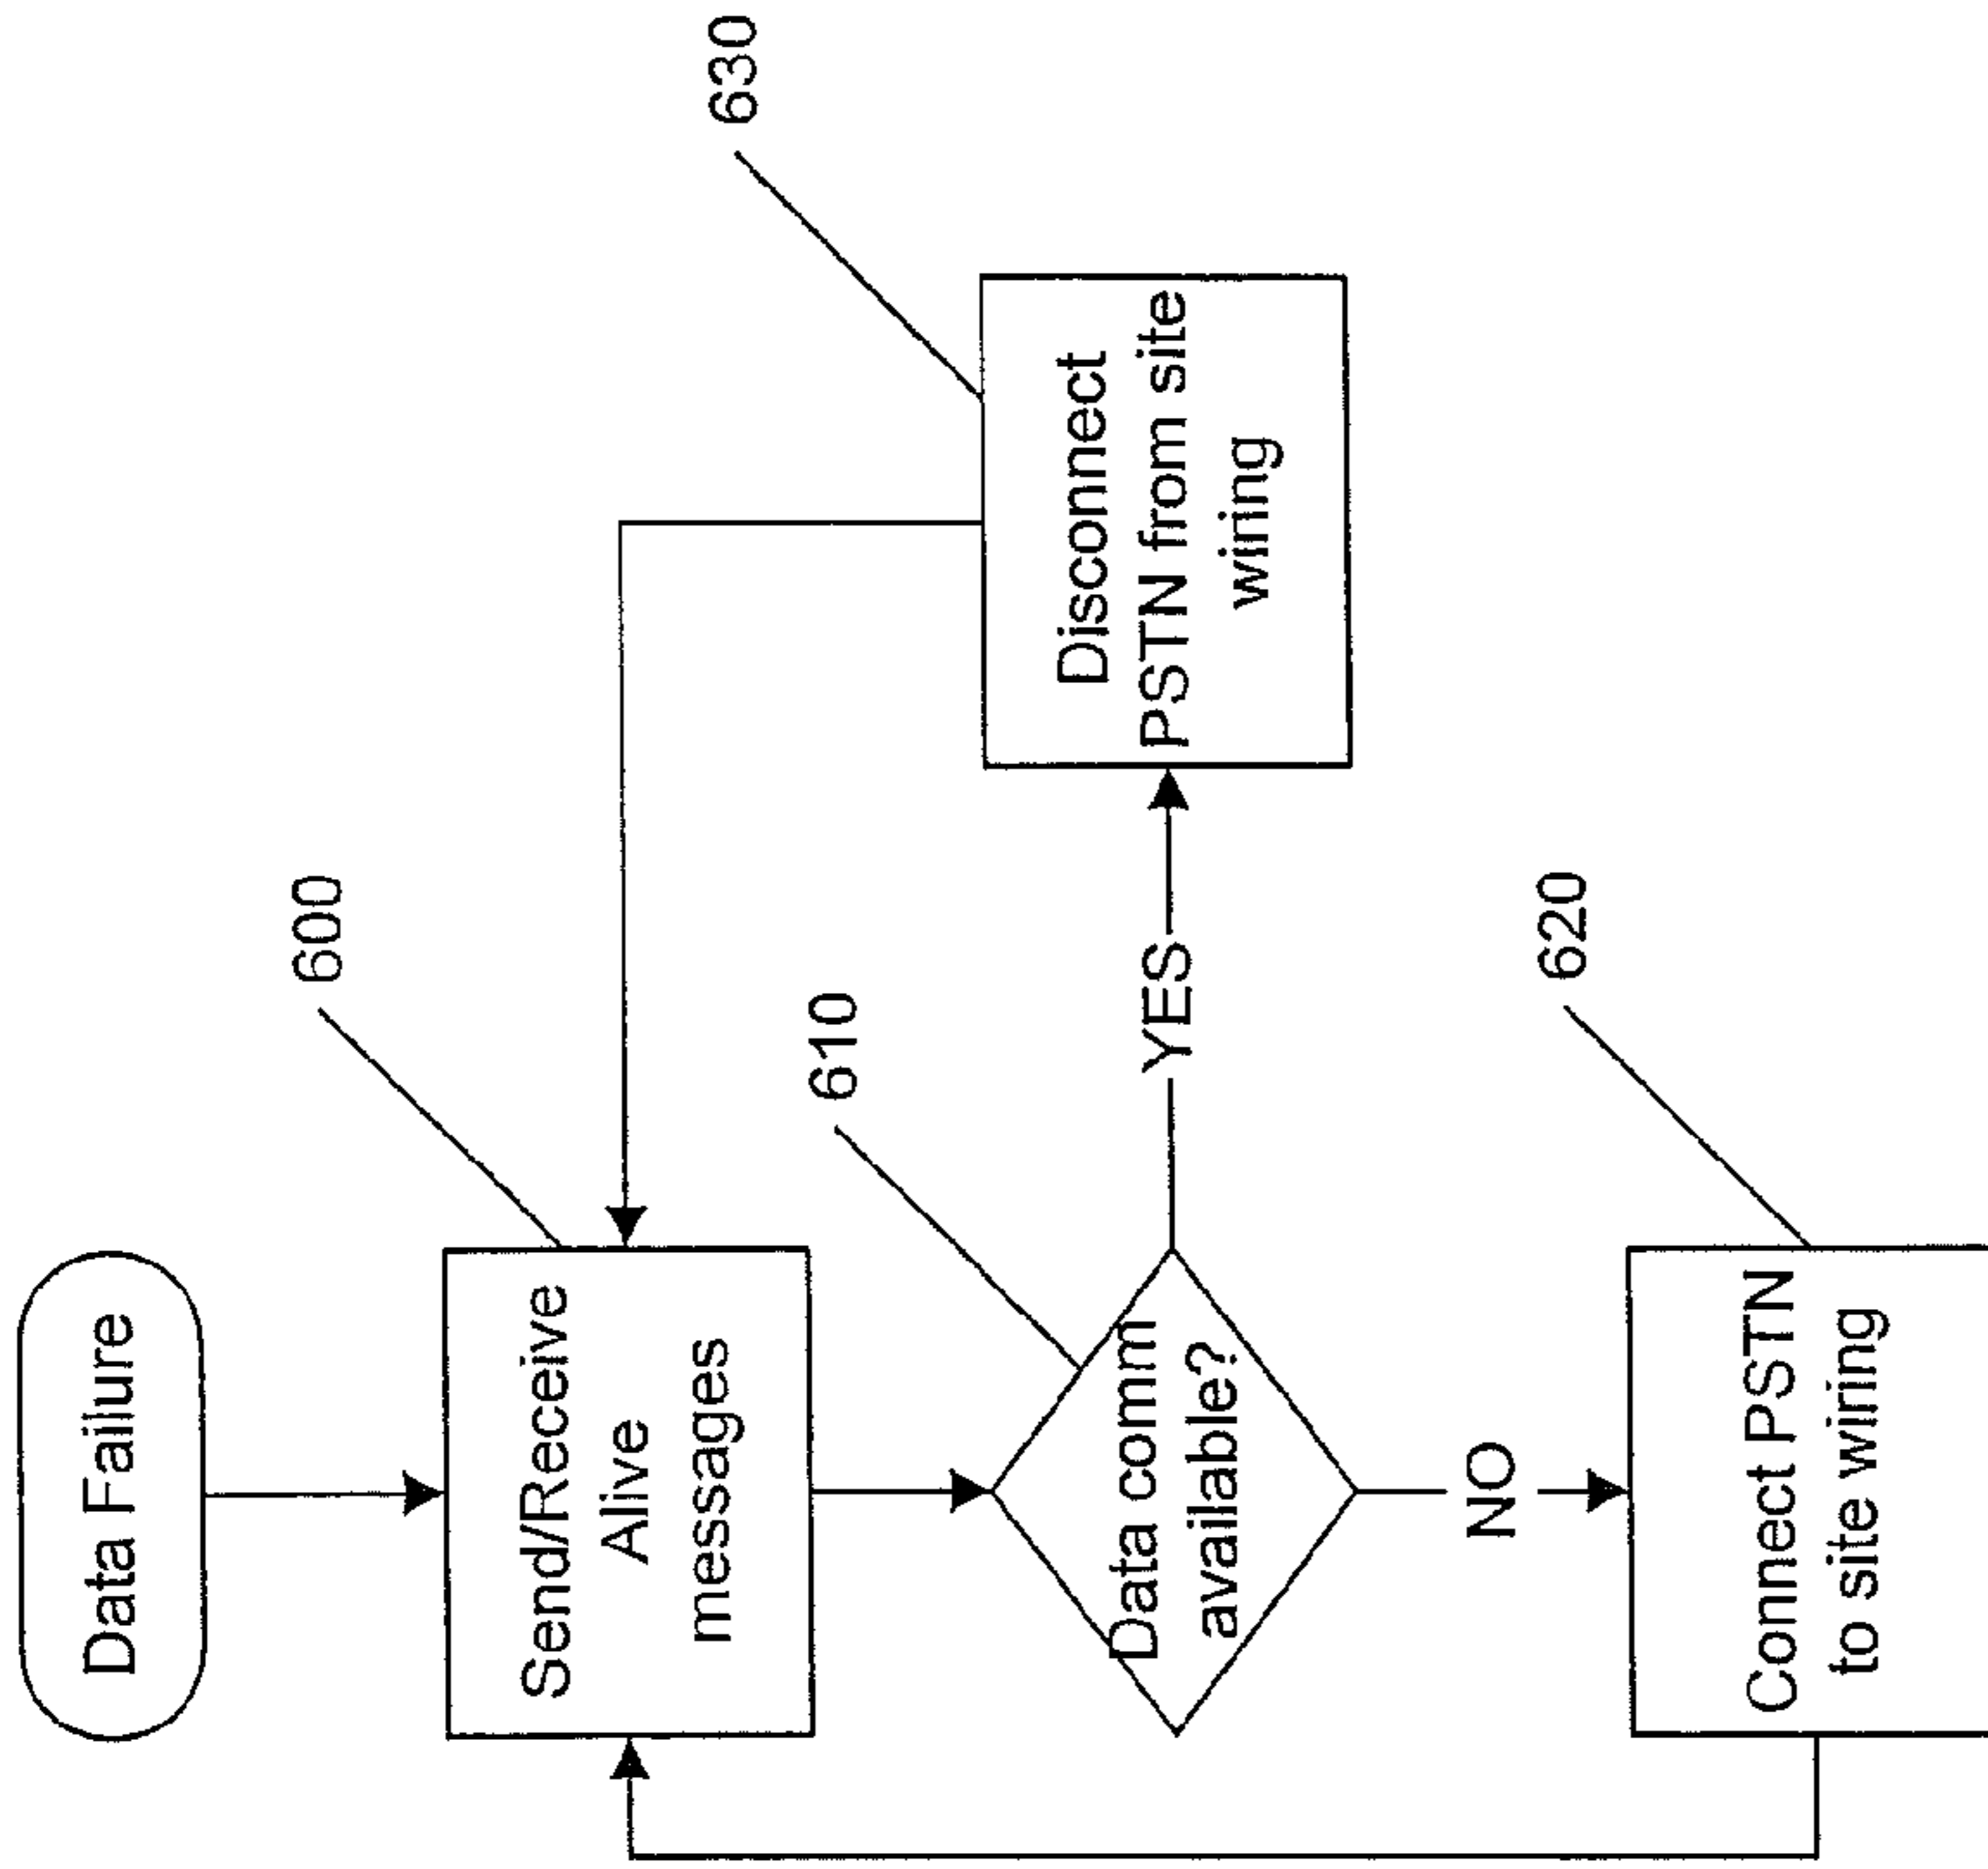 Data Failure
600
Send/Receive
Alive
messages
610
Data comm
available?
YES
630
Disconnect
PSTN from site
wiring
NO
620
Connect PSTN
to site wiring